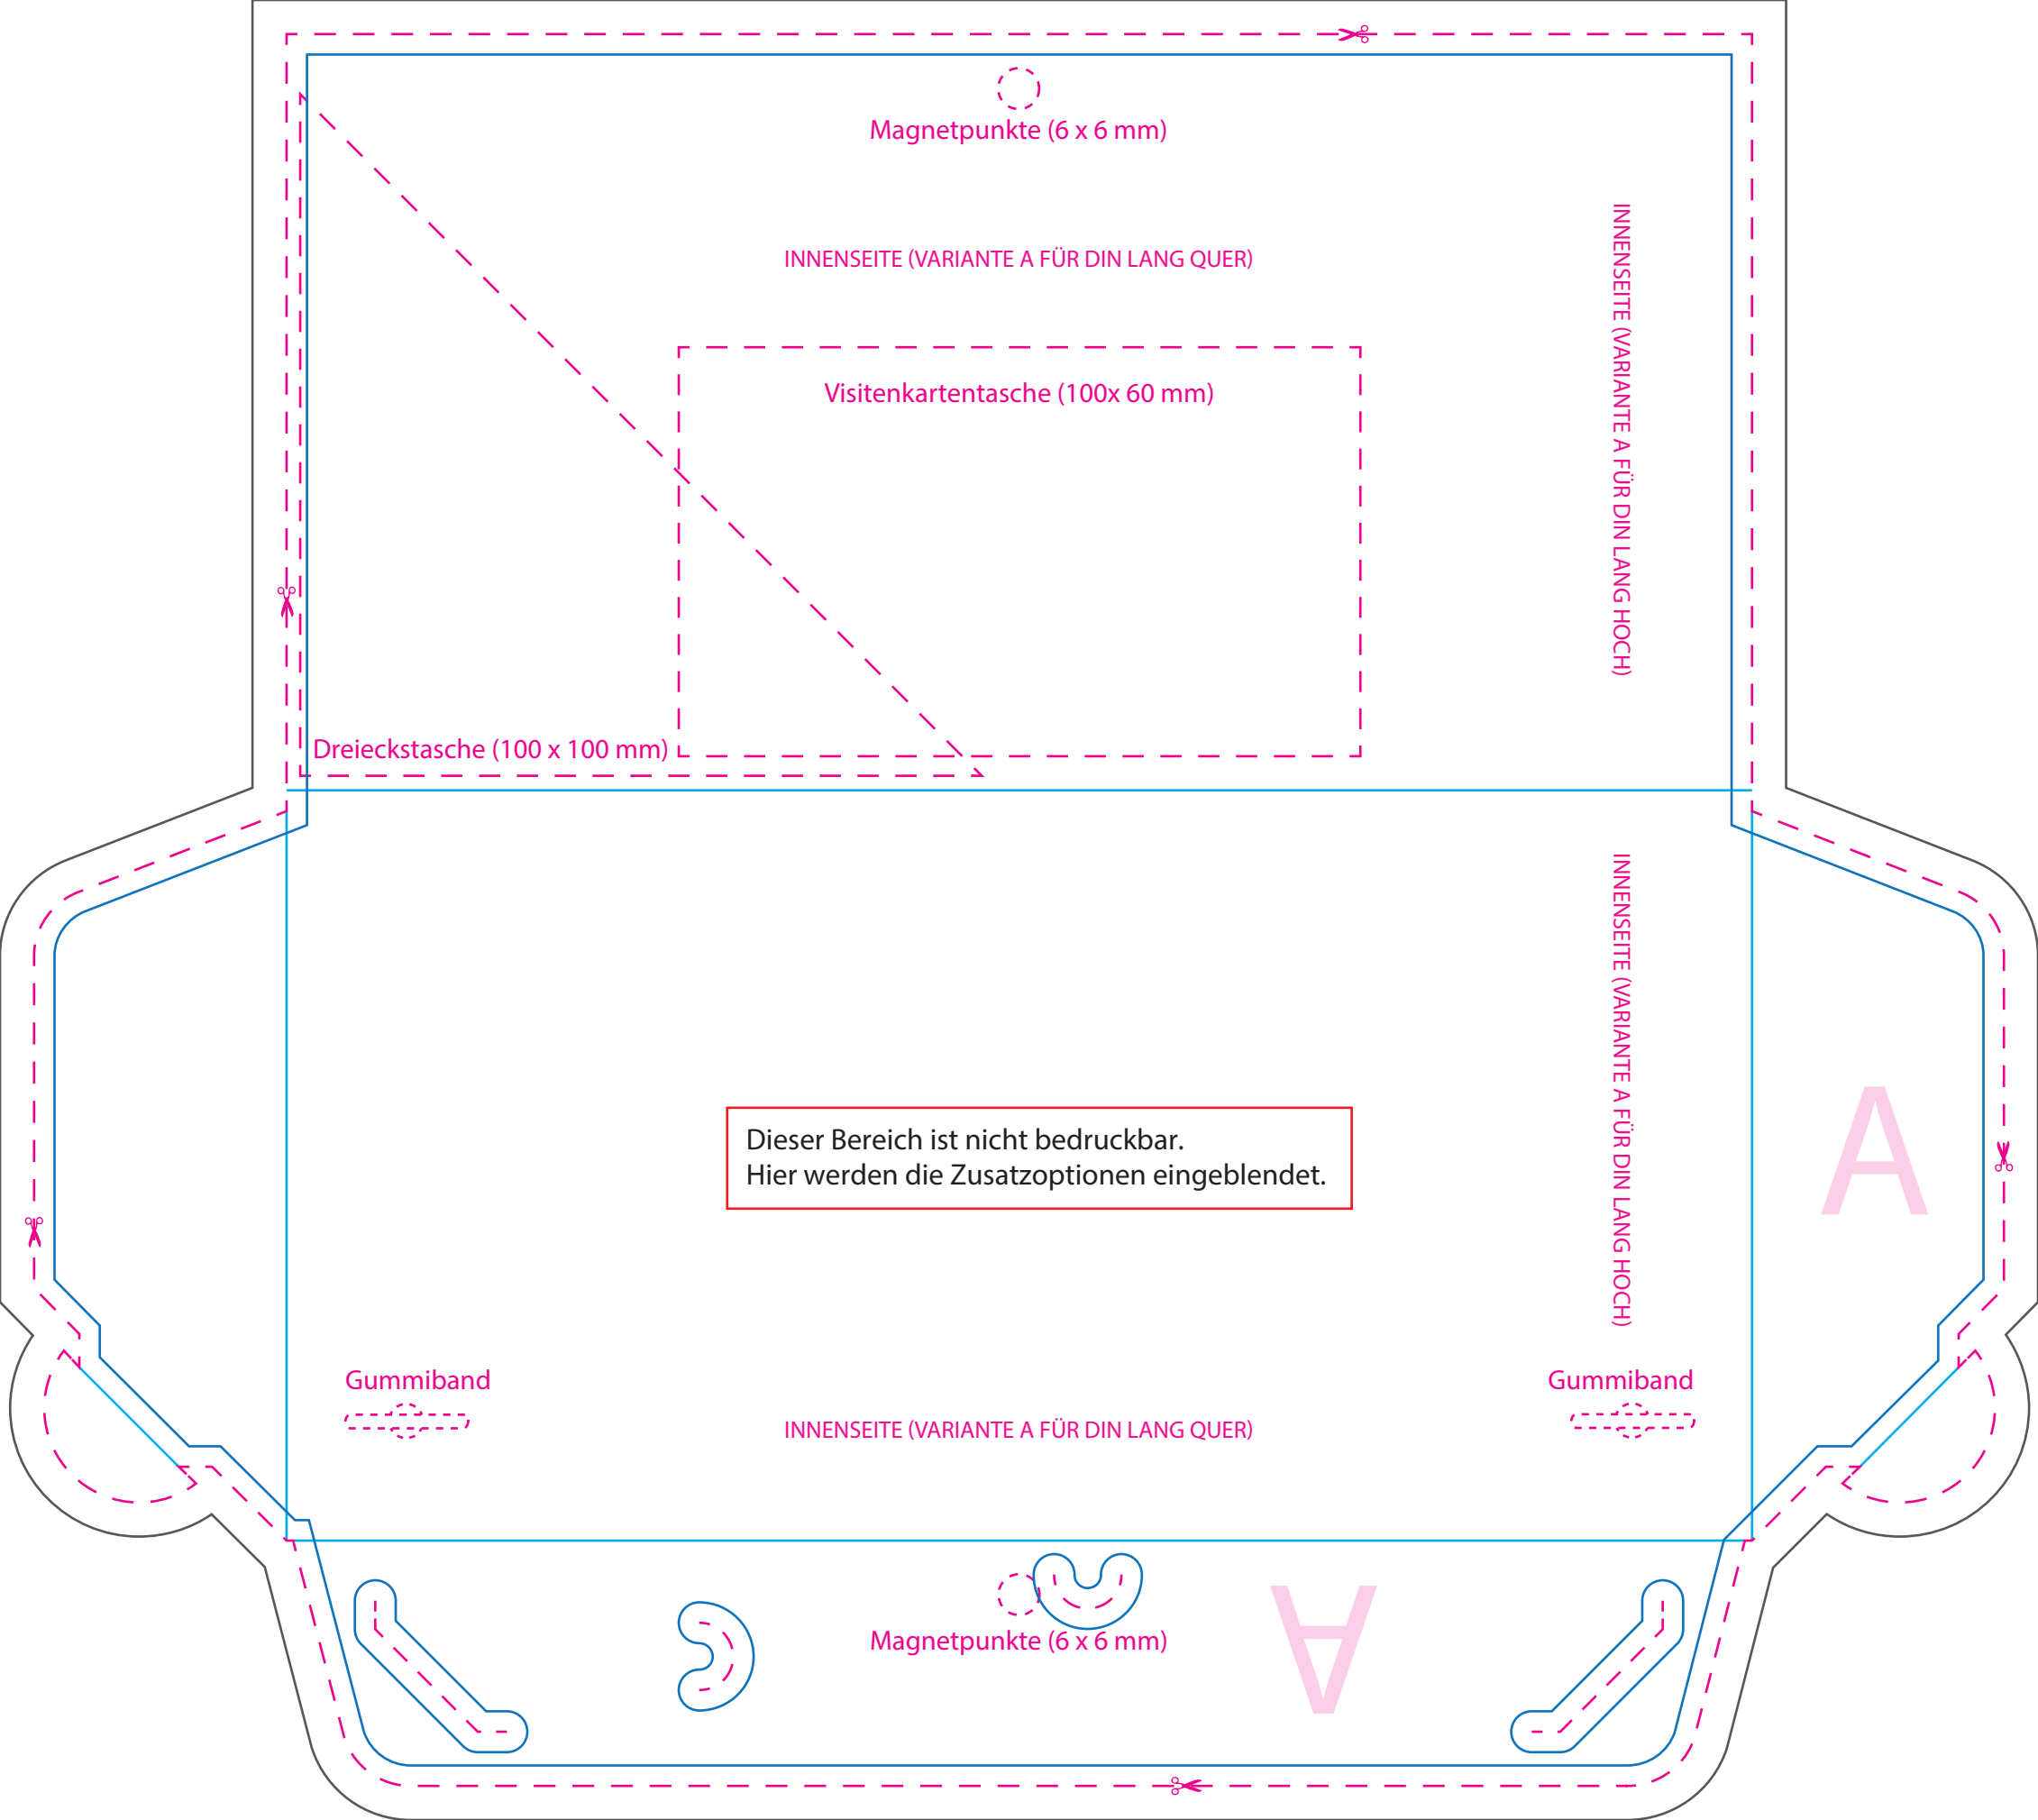 Magnetpunkte (6 x 6 mm)
INNENSEITE (VARIANTE A FÜR DIN LANG QUER)
INNENSEITE (VARIANTE A FÜR DIN LANG HOCH)
Visitenkartentasche (100x 60 mm)
Dreieckstasche (100 x 100 mm)
INNENSEITE (VARIANTE A FÜR DIN LANG HOCH)
A
Dieser Bereich ist nicht bedruckbar.
Hier werden die Zusatzoptionen eingeblendet.
Gummiband
Gummiband
INNENSEITE (VARIANTE A FÜR DIN LANG QUER)
Magnetpunkte (6 x 6 mm)
A